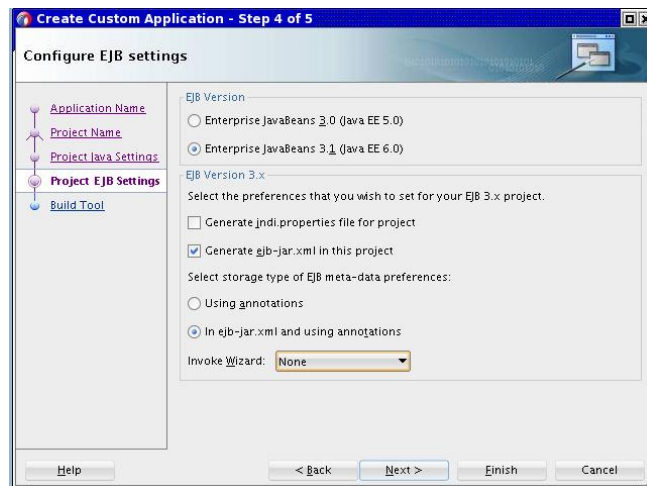 Create Custom Application - Step 4 of 5
Configure EJB settings
Application Name
Project Name
Project Java Settings
Project EJB Settings
Build Tool
EJB Version
Enterprise JavaBeans 3.0 (Java EE 5.0)
Enterprise JavaBeans 3.1 (Java EE 6.0)
EJB Version 3.x
Select the preferences that you wish to set for your EJB 3.x project.
Generate jndi.properties file for project
Generate ejb-jar.xml in this project
Select storage type of EJB meta-data preferences:
Using annotations
In ejb-jar.xml and using annotations
Invoke Wizard: None
Help < Back Next > Finish Cancel